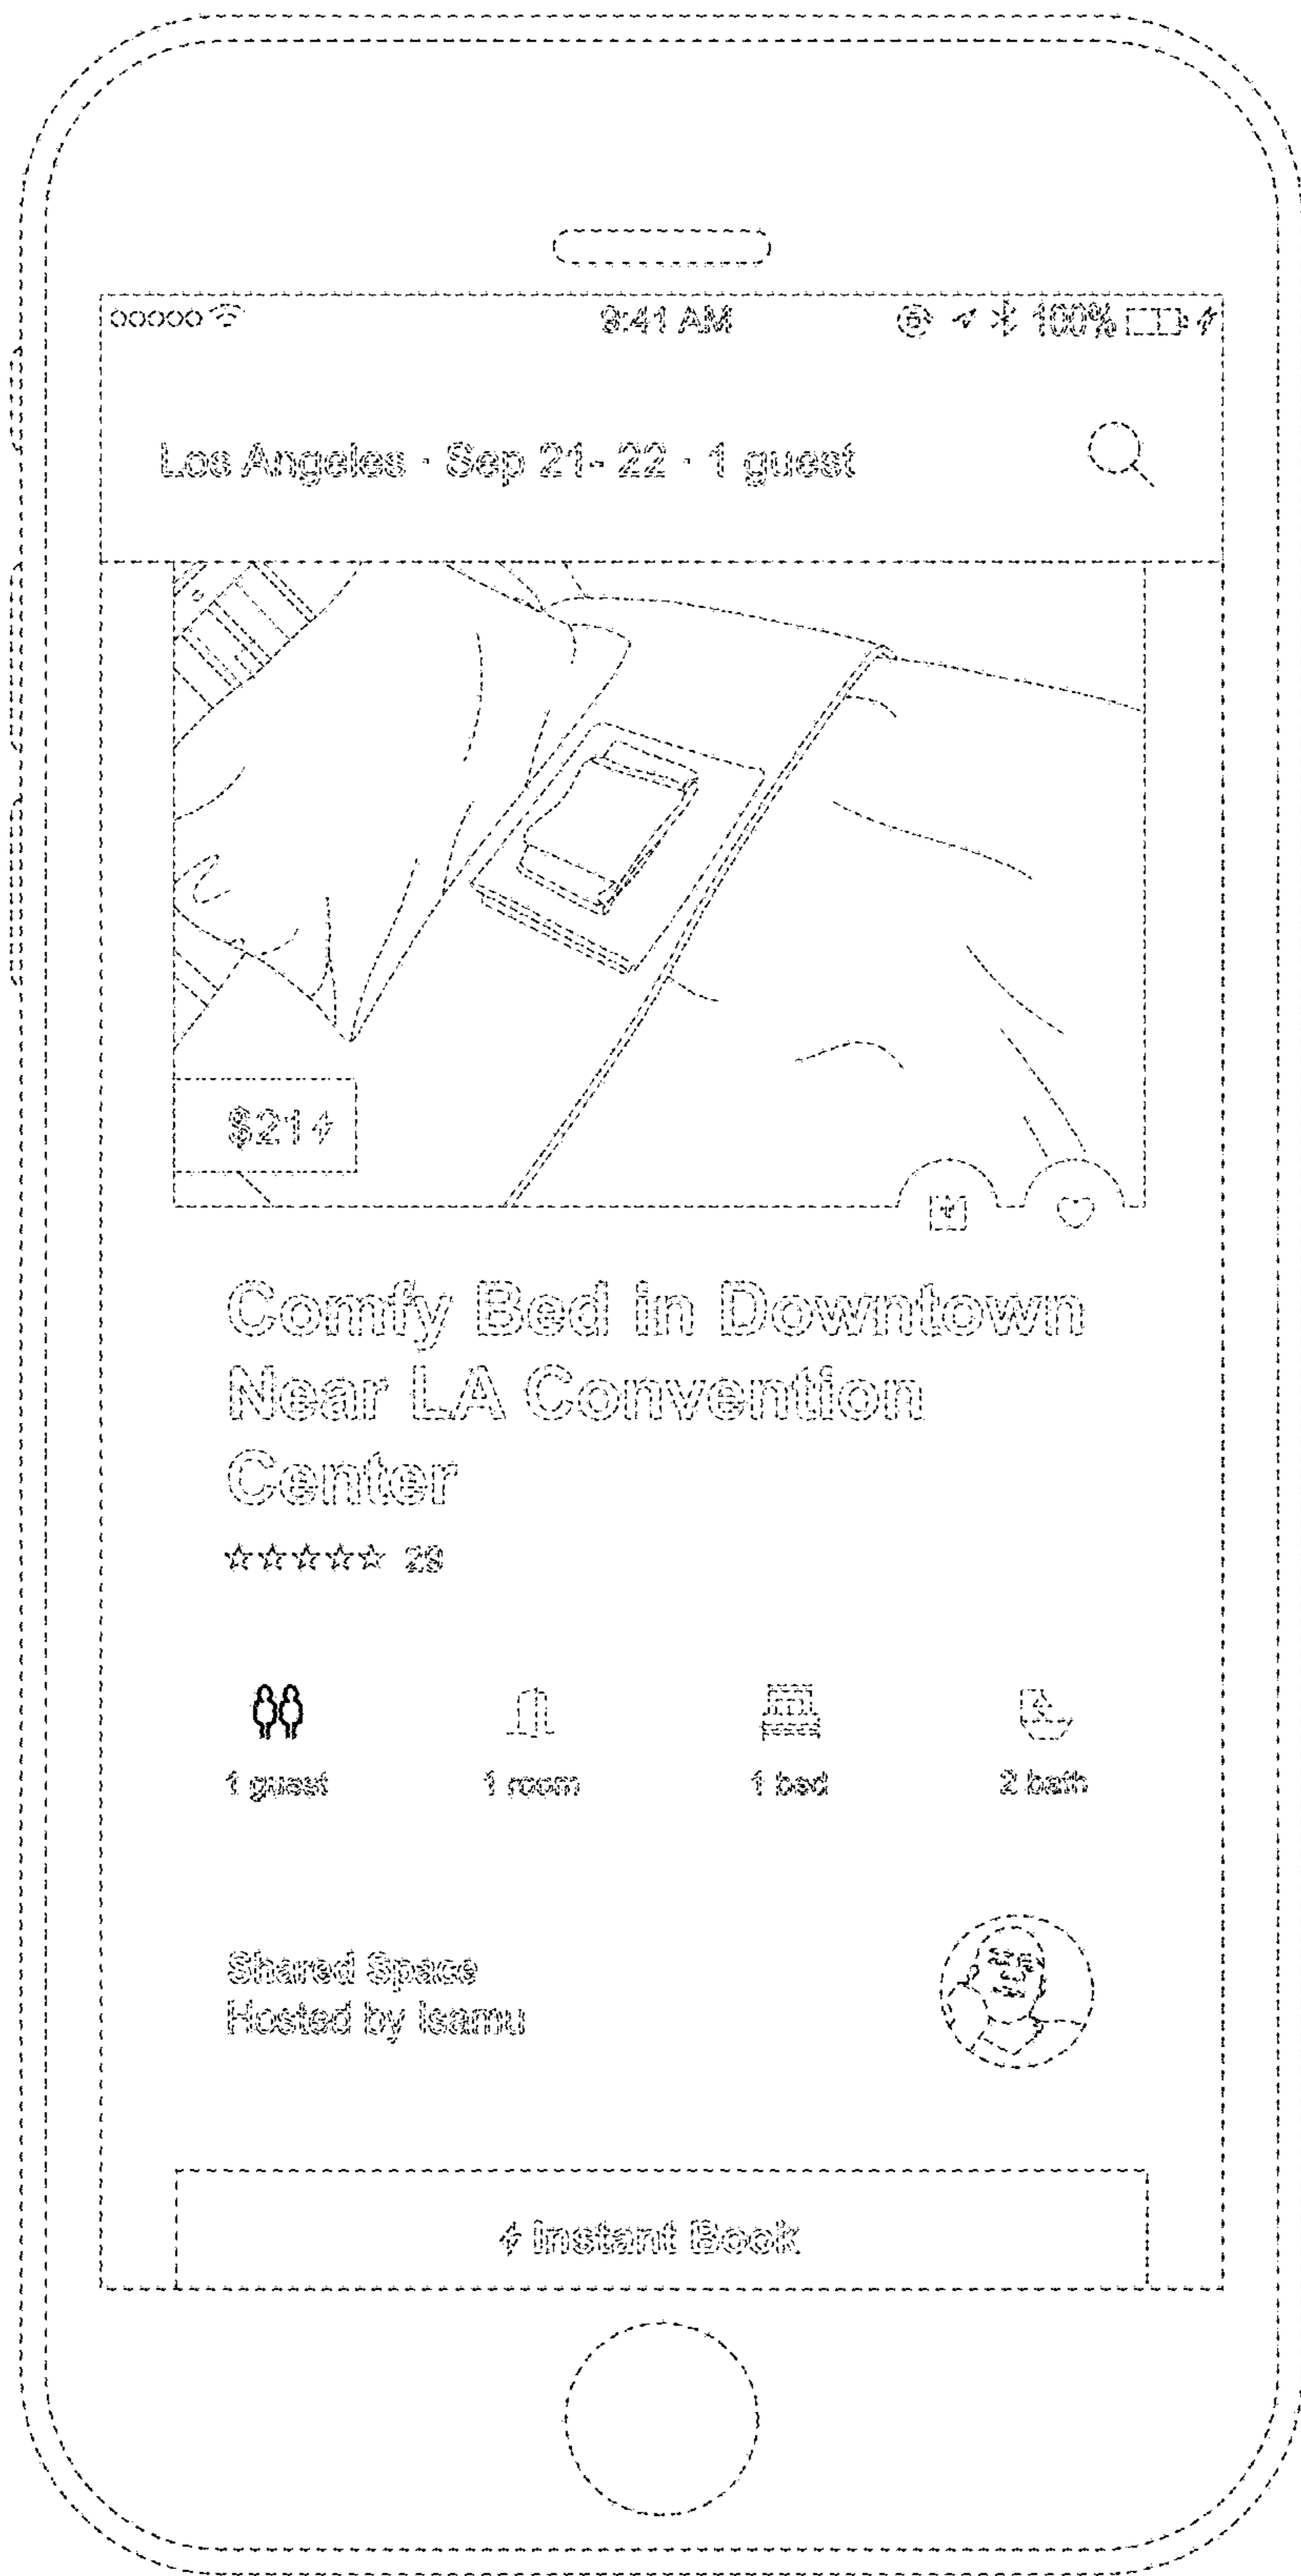 9:41 AM 100%
Los Angeles · Sep 21- 22 · 1 guest
$21
Comfy Bed in Downtown
Near LA Convention
Center
1 guest 1 room 1 bed 2 bath
Shared Space
Hosted by Isamu
Instant Book